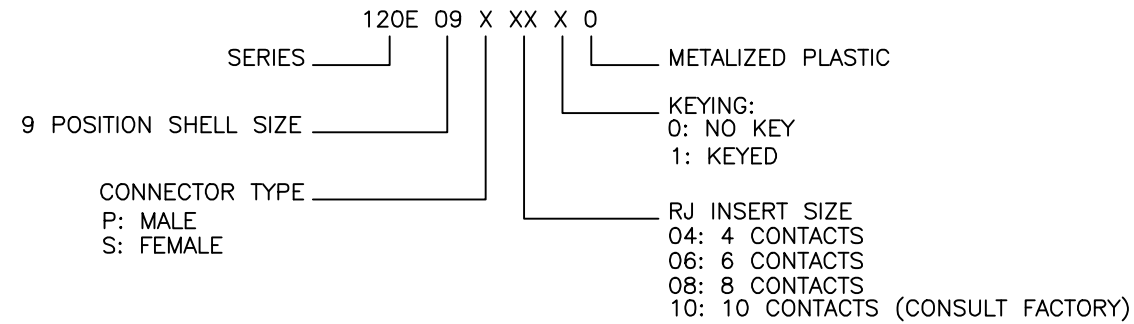 120E 09 X XX X 0
SERIES
METALIZED PLASTIC
9 POSITION SHELL SIZE
KEYING:
0: NO KEY
1: KEYED
CONNECTOR TYPE
P: MALE
S: FEMALE
RJ INSERT SIZE
04: 4 CONTACTS
06: 6 CONTACTS
08: 8 CONTACTS
10: 10 CONTACTS (CONSULT FACTORY)